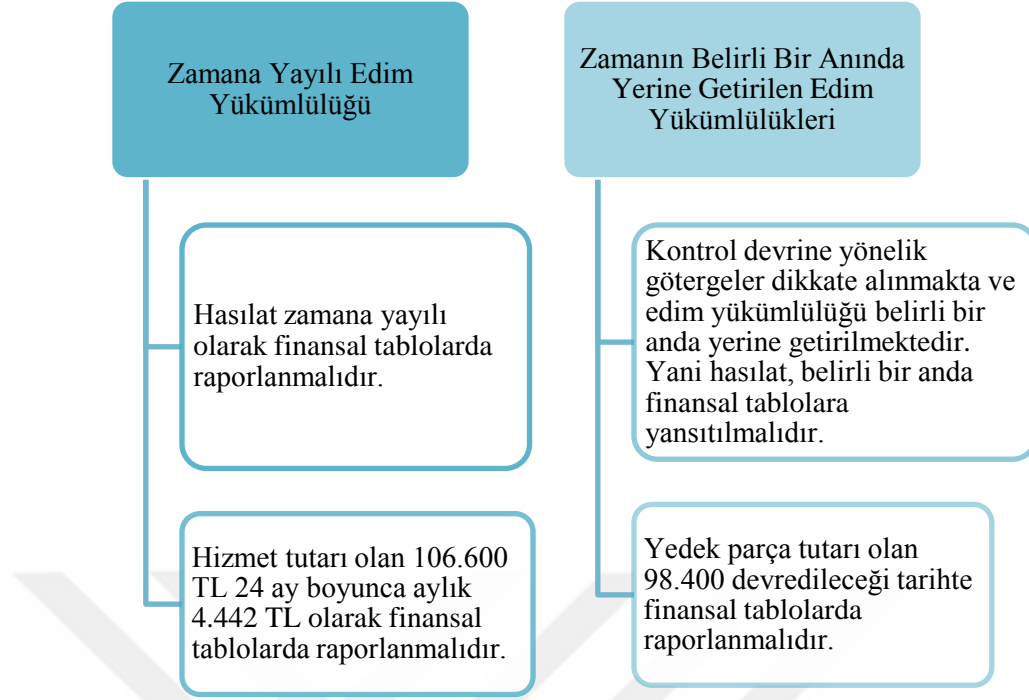 Zamana Yayılı Edim
Yükümlülüğü
Hasılat zamana yayılı
olarak finansal tablolarda
raporlanmalıdır.
Hizmet tutarı olan 106.600
TL 24 ay boyunca aylık
4.442 TL olarak finansal
tablolarda raporlanmalıdır.
Zamanın Belirli Bir Anında
Yerine Getirilen Edim
Yükümlülükleri
Kontrol devrine yönelik
götergeler dikkate alınmakta ve
edim yükümlülüğü belirli bir
anda yerine getirilmektedir.
Yani hasılat, belirli bir anda
finansal tablolara
yansıtılmalıdır.
Yedek parça tutarı olan
98.400 devredileceği tarihte
finansal tablolarda
raporlanmalıdır.